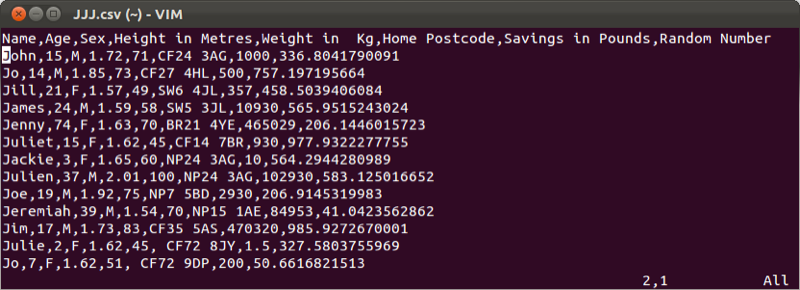 JJJ.csv (~) - VIM
Name,Age,Sex,Height in Metres,Weight in  Kg,Home Postcode,Savings in Pounds,Random Number
John,15,M,1.72,71,CF24 3AG,1000,336.8041790091
Jo,14,M,1.85,73,CF27 4HL,500,757.197195664
Jill,21,F,1.57,49,SW6 4JL,357,458.5039406084
James,24,M,1.59,58,SW5 3JL,10930,565.9515243024
Jenny,74,F,1.63,70,BR21 4YE,465029,206.1446015723
Juliet,15,F,1.62,45,CF14 7BR,930,977.9322277755
Jackie,3,F,1.65,60,NP24 3AG,10,564.2944280989
Julien,37,M,2.01,100,NP24 3AG,102930,583.125016652
Joe,19,M,1.92,75,NP7 5BD,2930,206.9145319983
Jeremiah,39,M,1.54,70,NP15 1AE,84953,41.0423562862
Jim,17,M,1.73,83,CF35 5AS,470320,985.9272670001
Julie,2,F,1.62,45, CF72 8JY,1.5,327.5803755969
Jo,7,F,1.62,51, CF72 9DP,200,50.6616821513
2,1 All